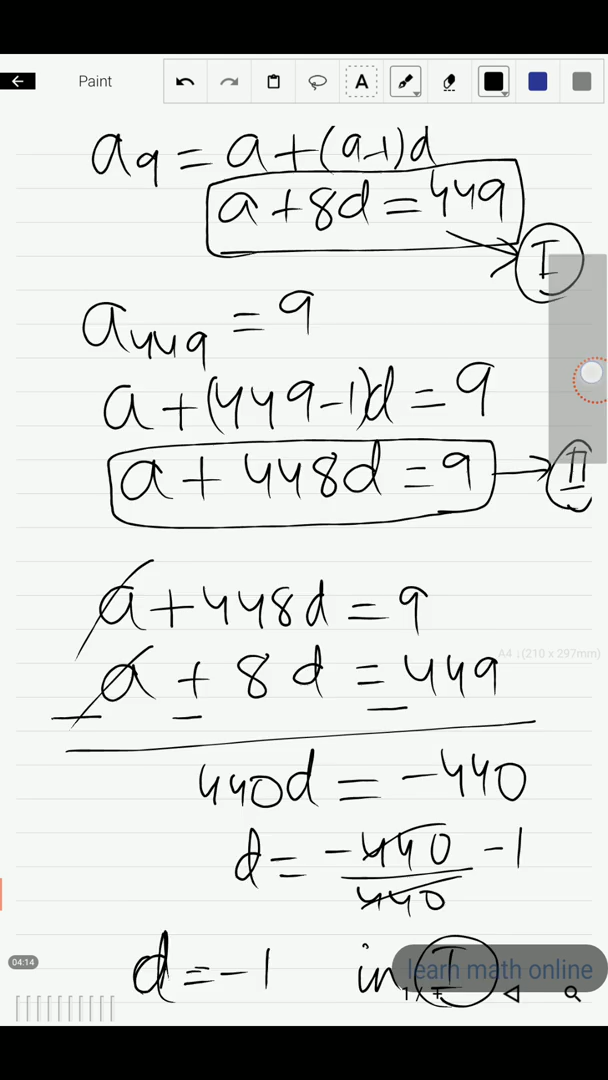 Paint
A
a9 = a+(9-1)d
a+8d = 449
I
a449 = 9
a+(449-1)d = 9
a+448d = 9 → II
a+448d = 9
A4 ↓(210 x 297mm)
a + 8d = 449
- - -
440d = -440
d = -440/440 -1
d = -1 in I
learn math online
04:14